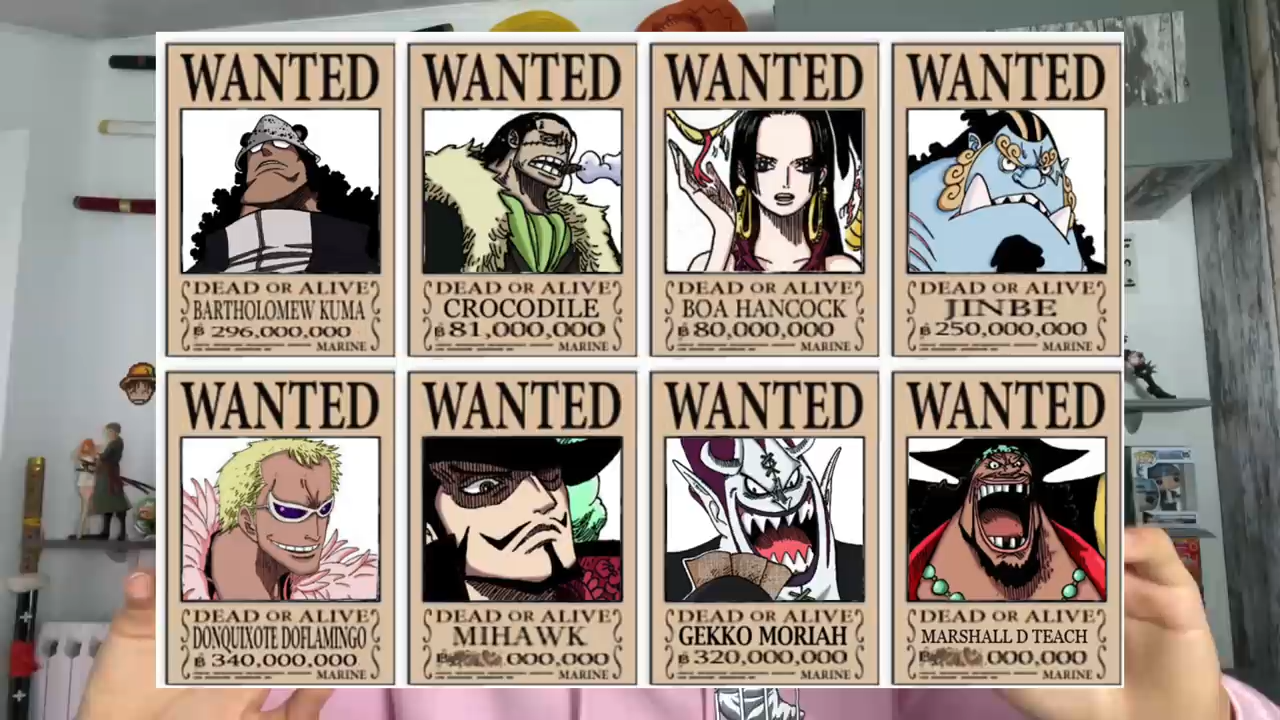 WANTED WANTED WANTED WANTED
DEAD OR ALIVE DEAD OR ALIVE DEAD OR ALIVE DEAD OR ALIVE
BARTHOLOMEW KUMA CROCODILE BOA HANCOCK JINBE
฿ 296,000,000 ฿ 81,000,000 ฿ 80,000,000 ฿ 250,000,000
MARINE MARINE MARINE MARINE
WANTED WANTED WANTED WANTED
DEAD OR ALIVE DEAD OR ALIVE DEAD OR ALIVE DEAD OR ALIVE
DONQUIXOTE DOFLAMINGO MIHAWK GEKKO MORIAH MARSHALL D TEACH
฿ 340,000,000 ฿ 000,000 ฿ 320,000,000 ฿ 000,000
MARINE MARINE MARINE MARINE